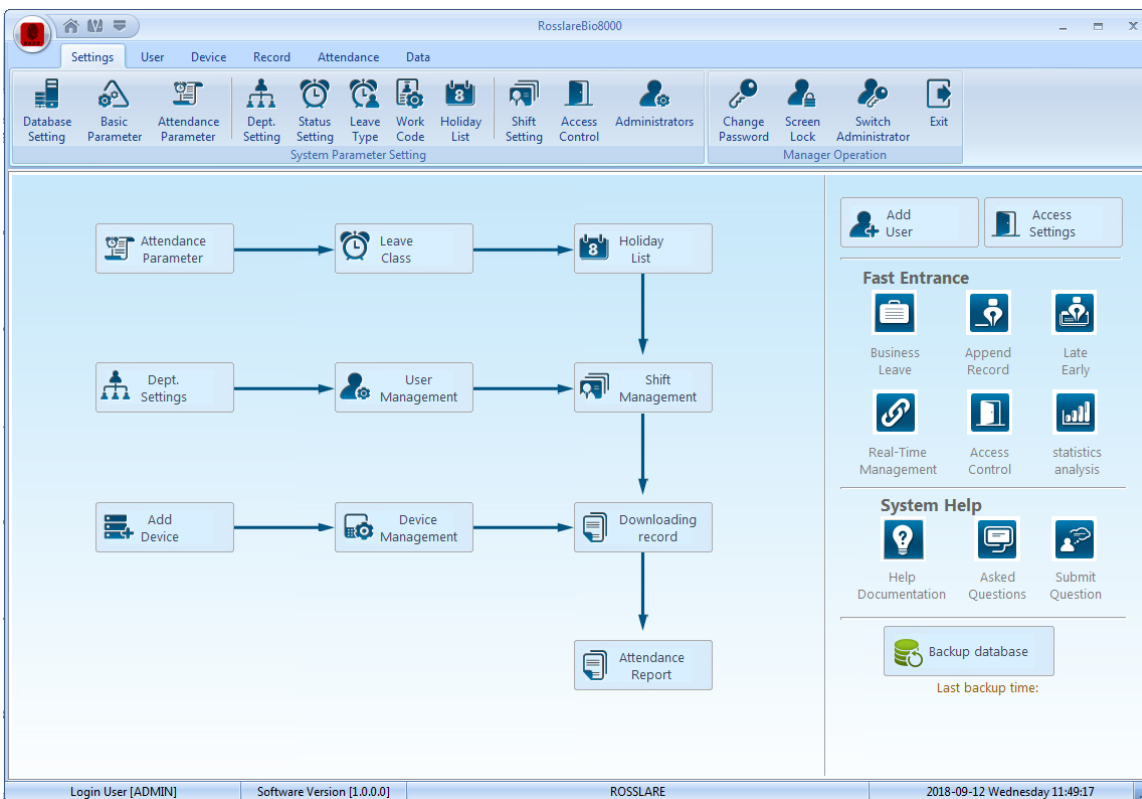 RosslareBio8000
Settings User Device Record Attendance Data
Database Basic Attendance Dept. Status Leave Work Holiday Shift Access Administrators Change Screen Switch Exit
Setting Parameter Parameter Setting Setting Type Code List Setting Control Password Lock Administrator
System Parameter Setting Manager Operation
Add Access
User Settings
Attendance Leave Holiday
Parameter Class List
Fast Entrance
Business Append Late
Leave Record Early
Dept. User Shift
Settings Management Management
Real-Time Access statistics
Management Control analysis
System Help
Add Device Downloading
Device Management record
Help Asked Submit
Documentation Questions Question
Attendance
Report
Backup database
Last backup time:
Login User [ADMIN] Software Version [1.0.0.0] ROSSLARE 2018-09-12 Wednesday 11:49:17